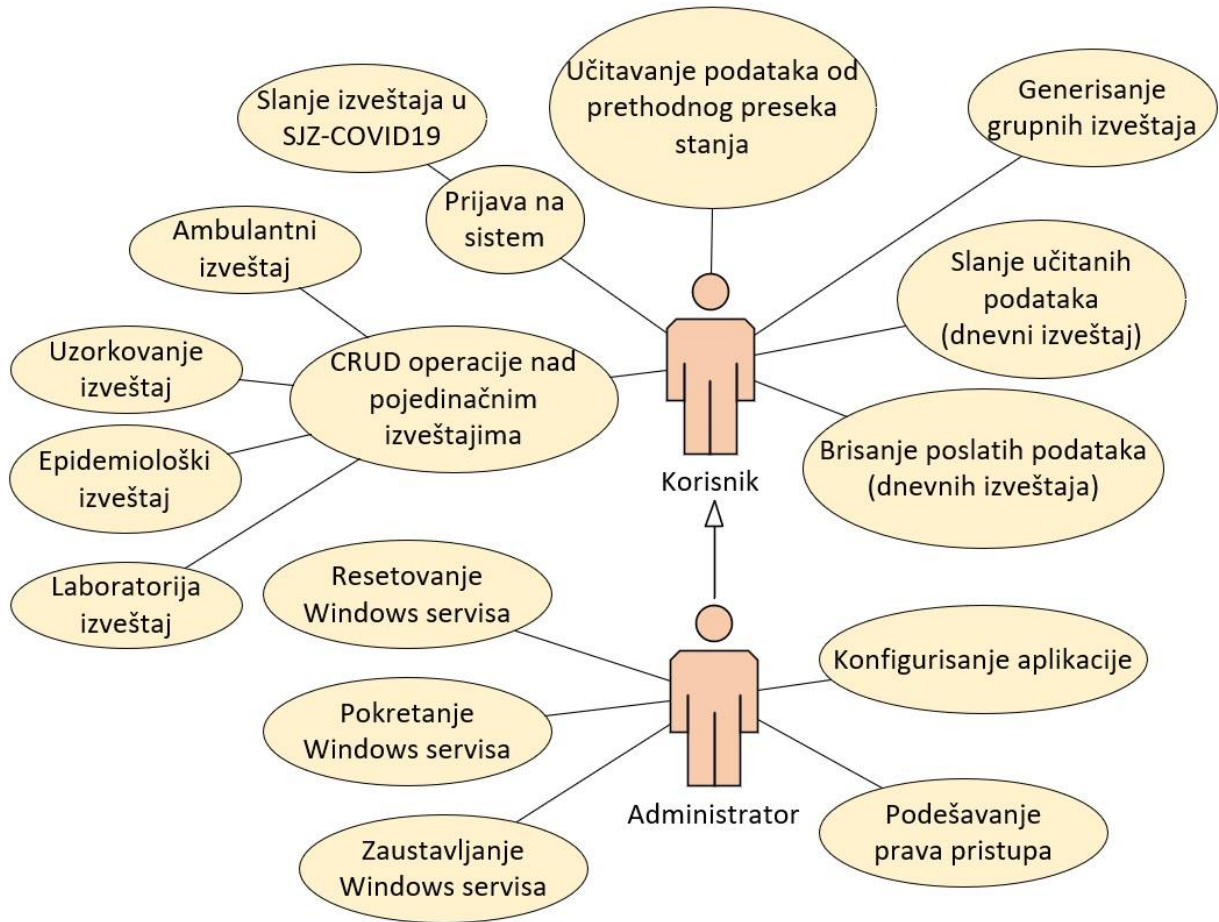 Učitavanje podataka od
prethodnog preseka
stanja
Slanje izveštaja u
SJZ-COVID19
Generisanje
grupnih izveštaja
Prijava na
sistem
Ambulantni
izveštaj
Slanje učitanih
podataka
(dnevni izveštaj)
Uzorkovanje
izveštaj
CRUD operacije nad
pojedinačnim
izveštajima
Epidemiološki
izveštaj
Brisanje poslatih podataka
(dnevnih izveštaja)
Korisnik
Laboratorija
izveštaj
Resetovanje
Windows servisa
Konfigurisanje aplikacije
Pokretanje
Windows servisa
Administrator
Podešavanje
prava pristupa
Zaustavljanje
Windows servisa